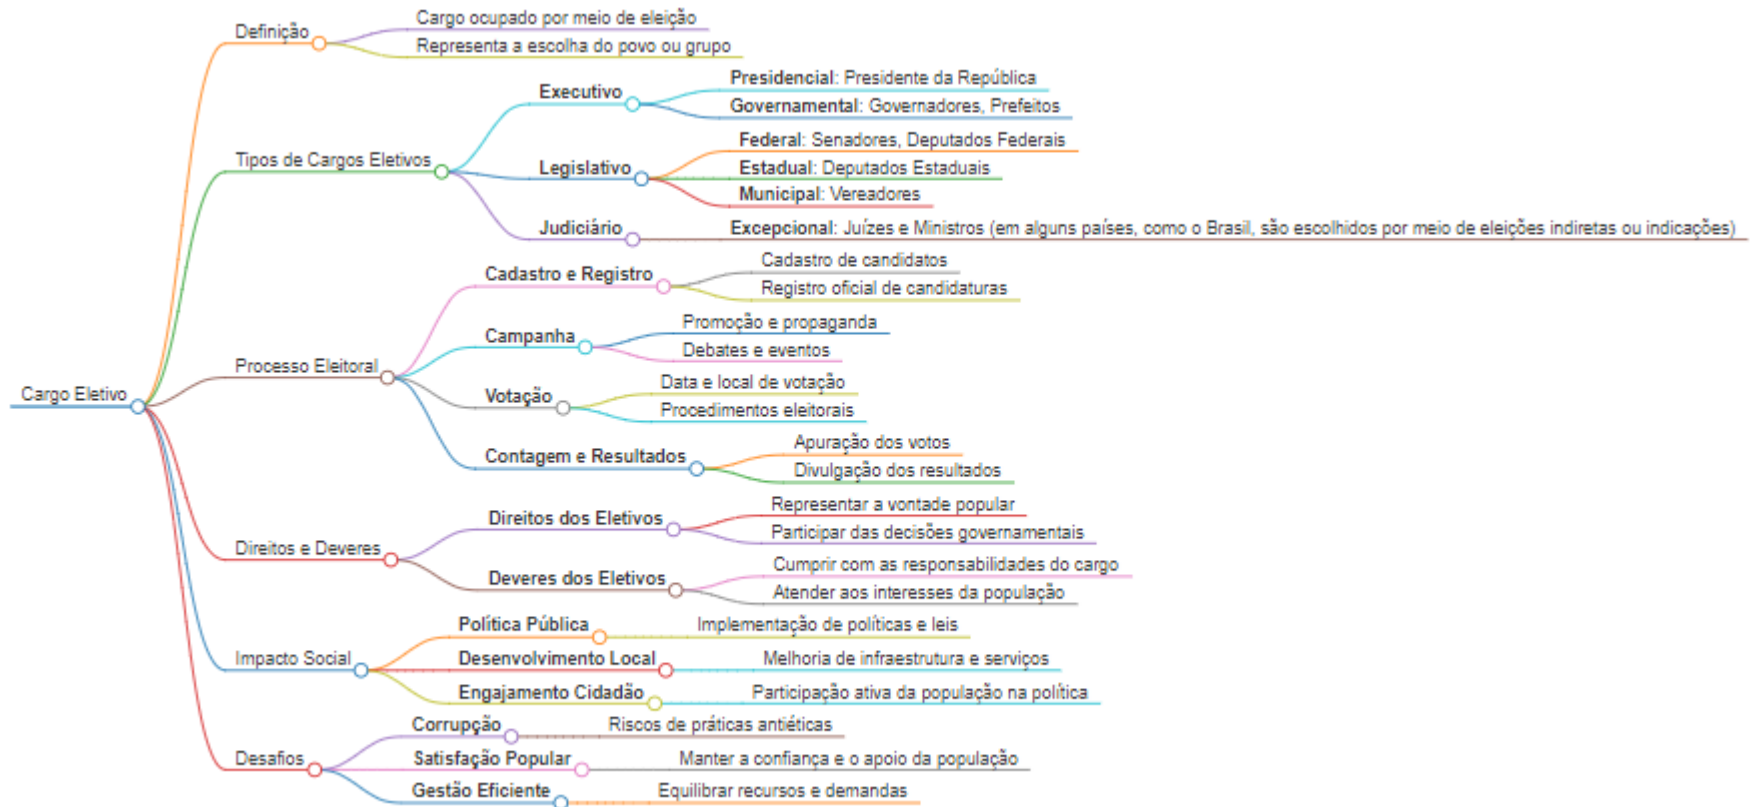 Cargo Eletivo
Definição
Cargo ocupado por meio de eleição
Representa a escolha do povo ou grupo
Tipos de Cargos Eletivos
Executivo
Presidencial: Presidente da República
Governamental: Governadores, Prefeitos
Legislativo
Federal: Senadores, Deputados Federais
Estadual: Deputados Estaduais
Municipal: Vereadores
Judiciário
Excepcional: Juízes e Ministros (em alguns países, como o Brasil, são escolhidos por meio de eleições indiretas ou indicações)
Processo Eleitoral
Cadastro e Registro
Cadastro de candidatos
Registro oficial de candidaturas
Campanha
Promoção e propaganda
Debates e eventos
Votação
Data e local de votação
Procedimentos eleitorais
Contagem e Resultados
Apuração dos votos
Divulgação dos resultados
Direitos e Deveres
Direitos dos Eletivos
Representar a vontade popular
Participar das decisões governamentais
Deveres dos Eletivos
Cumprir com as responsabilidades do cargo
Atender aos interesses da população
Impacto Social
Política Pública
Implementação de políticas e leis
Desenvolvimento Local
Melhoria de infraestrutura e serviços
Engajamento Cidadão
Participação ativa da população na política
Desafios
Corrupção
Riscos de práticas antiéticas
Satisfação Popular
Manter a confiança e o apoio da população
Gestão Eficiente
Equilibrar recursos e demandas